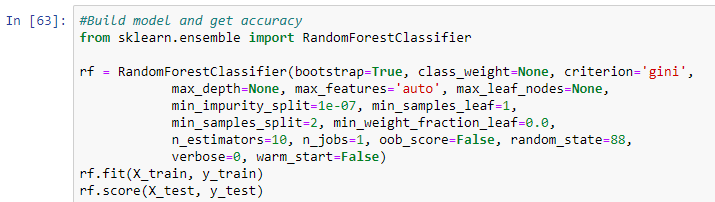 In [63]: #Build model and get accuracy
from sklearn.ensemble import RandomForestClassifier
rf = RandomForestClassifier(bootstrap=True, class_weight=None, criterion='gini',
max_depth=None, max_features='auto', max_leaf_nodes=None,
min_impurity_split=1e-07, min_samples_leaf=1,
min_samples_split=2, min_weight_fraction_leaf=0.0,
n_estimators=10, n_jobs=1, oob_score=False, random_state=88,
verbose=0, warm_start=False)
rf.fit(X_train, y_train)
rf.score(X_test, y_test)